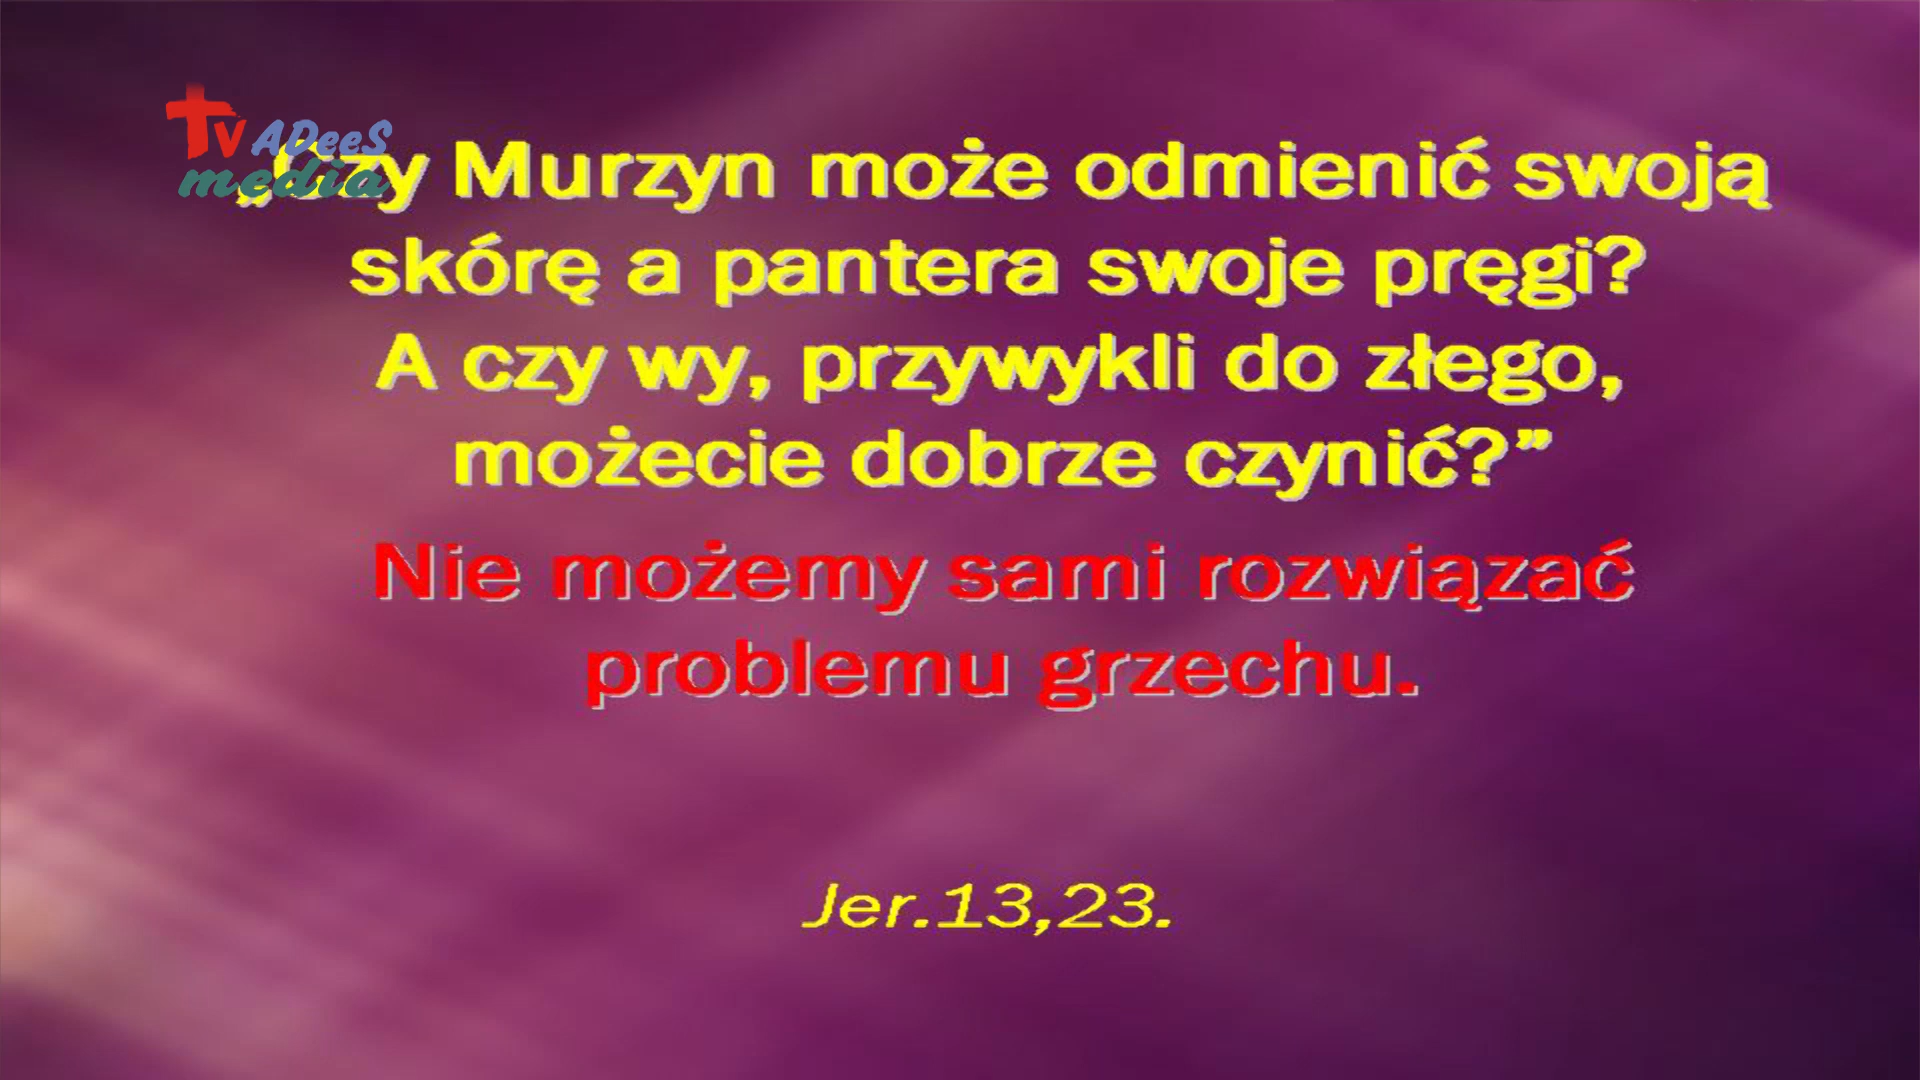 TV ADeeS
media
„Czy Murzyn może odmienić swoją
skórę a pantera swoje pręgi?
A czy wy, przywykli do złego,
możecie dobrze czynić?”
Nie możemy sami rozwiązać
problemu grzechu.
Jer.13,23.